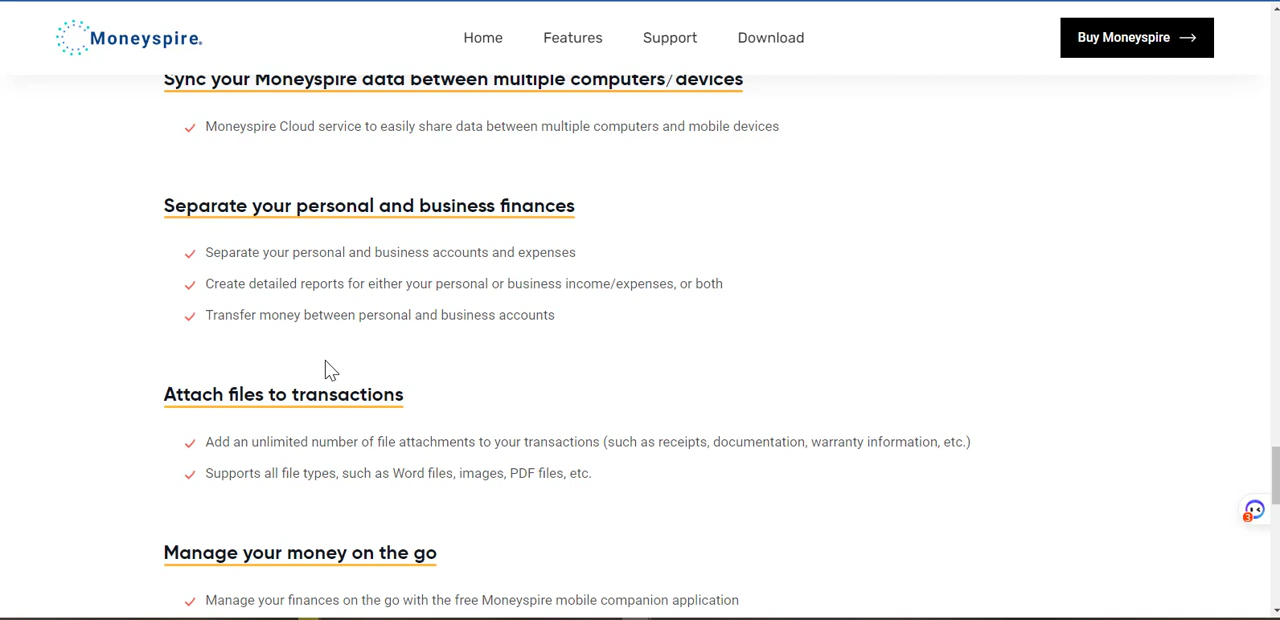 Moneyspire.
Home
Features
Support
Download
Buy Moneyspire
Sync your Moneyspire data between multiple computers/devices
Moneyspire Cloud service to easily share data between multiple computers and mobile devices
Separate your personal and business finances
Separate your personal and business accounts and expenses
Create detailed reports for either your personal or business income/expenses, or both
Transfer money between personal and business accounts
Attach files to transactions
Add an unlimited number of file attachments to your transactions (such as receipts, documentation, warranty information, etc.)
Supports all file types, such as Word files, images, PDF files, etc.
3
Manage your money on the go
Manage your finances on the go with the free Moneyspire mobile companion application